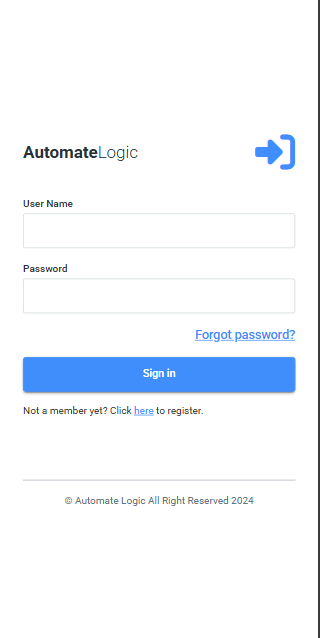 AutomateLogic
User Name
Password
Forgot password?
Sign in
Not a member yet? Click here to register.
© Automate Logic All Right Reserved 2024